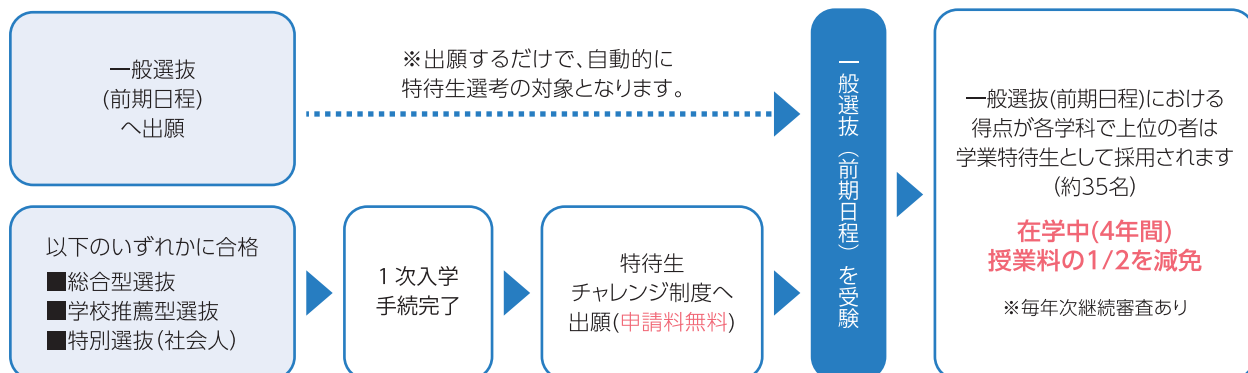 一般選抜
(前期日程)
へ出願
※出願するだけで、自動的に
特待生選考の対象となります。
以下のいずれかに合格
■総合型選抜
■学校推薦型選抜
■特別選抜(社会人)
1次入学
手続完了
特待生
チャレンジ制度へ
出願(申請料無料)
一般選抜(前期日程)を受験
一般選抜(前期日程)における
得点が各学科で上位の者は
学業特待生として採用されます
(約35名)
在学中(4年間)
授業料の1/2を減免
※毎年次継続審査あり